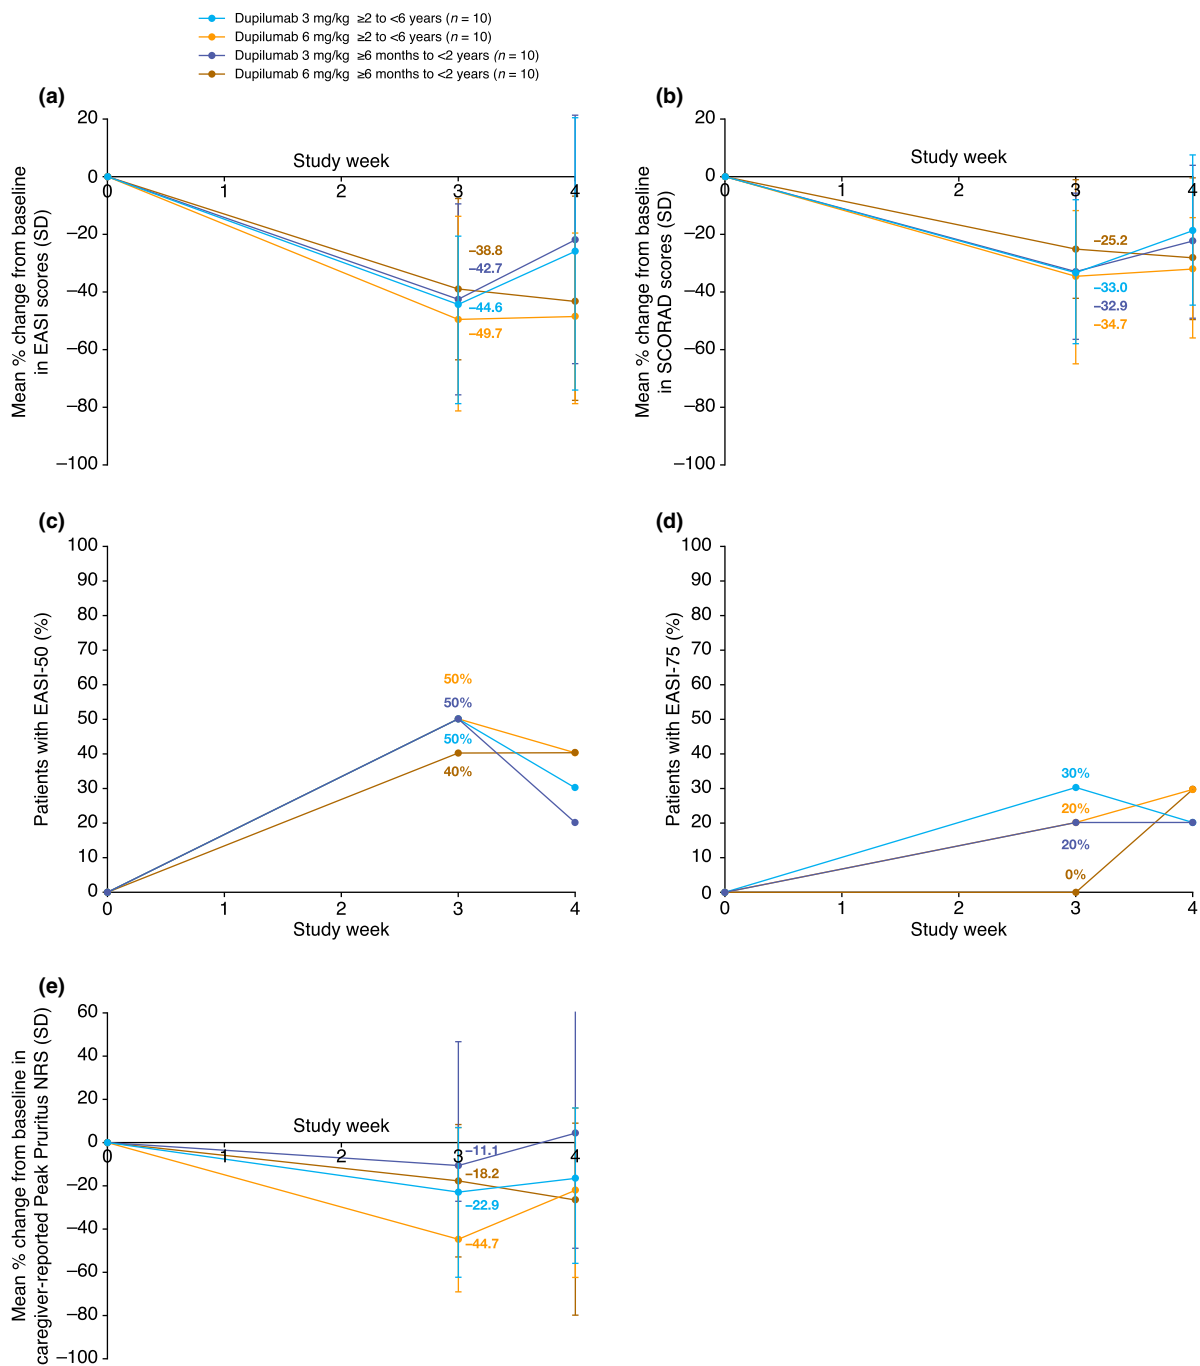 Dupilumab 3 mg/kg ≥2 to <6 years (n = 10)
Dupilumab 6 mg/kg ≥2 to <6 years (n = 10)
Dupilumab 3 mg/kg ≥6 months to <2 years (n = 10)
Dupilumab 6 mg/kg ≥6 months to <2 years (n = 10)
(a)
Mean % change from baseline
in EASI scores (SD)
20
0
−20
−40
−60
−80
−100
Study week
0 1 2 3 4
−38.8
−42.7
−44.6
−49.7
(b)
Mean % change from baseline
in SCORAD scores (SD)
20
0
−20
−40
−60
−80
−100
Study week
0 1 2 3 4
−25.2
−33.0
−32.9
−34.7
(c)
Patients with EASI-50 (%)
100
90
80
70
60
50
40
30
20
10
0
50%
50%
50%
40%
0 1 2 3 4
Study week
(d)
Patients with EASI-75 (%)
100
90
80
70
60
50
40
30
20
10
0
30%
20%
20%
0%
0 1 2 3 4
Study week
(e)
Mean % change from baseline in
caregiver-reported Peak Pruritus NRS (SD)
60
40
20
0
−20
−40
−60
−80
−100
Study week
0 1 2 3 4
−11.1
−18.2
−22.9
−44.7